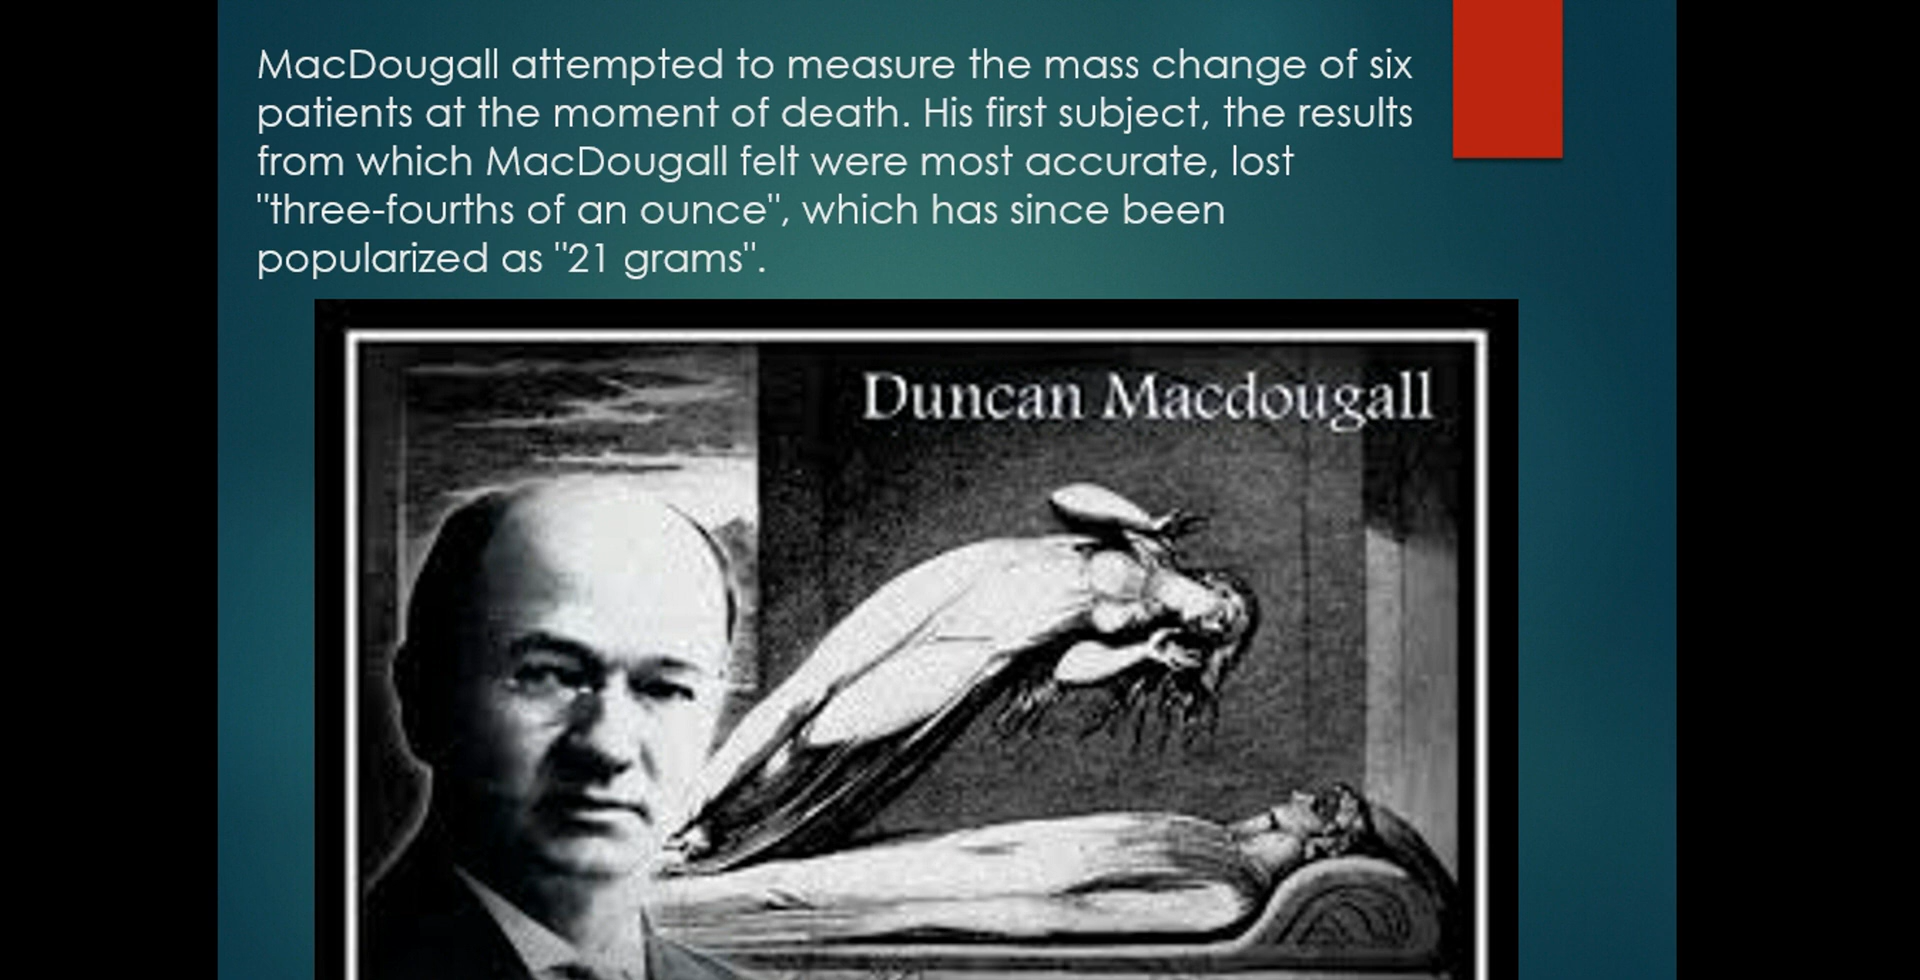 MacDougall attempted to measure the mass change of six
patients at the moment of death. His first subject, the results
from which MacDougall felt were most accurate, lost
"three-fourths of an ounce", which has since been
popularized as "21 grams".
Duncan Macdougall